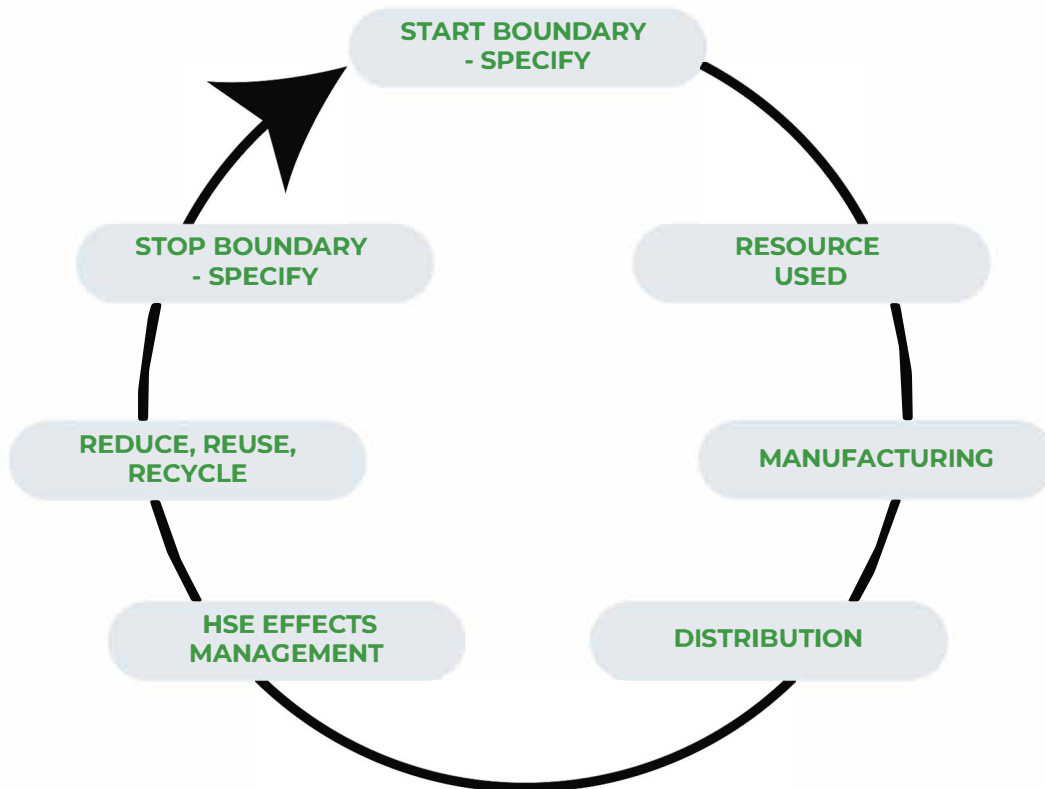 START BOUNDARY
- SPECIFY
RESOURCE
USED
MANUFACTURING
DISTRIBUTION
HSE EFFECTS
MANAGEMENT
REDUCE, REUSE,
RECYCLE
STOP BOUNDARY
- SPECIFY